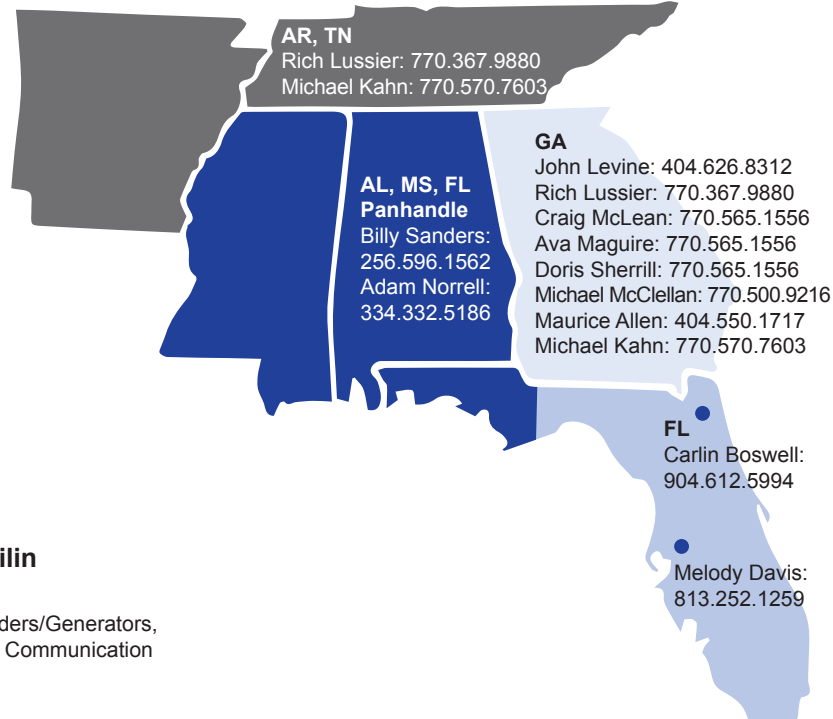 AR, TN
Rich Lussier: 770.367.9880
Michael Kahn: 770.570.7603
GA
John Levine: 404.626.8312
Rich Lussier: 770.367.9880
Craig McLean: 770.565.1556
Ava Maguire: 770.565.1556
Doris Sherrill: 770.565.1556
Michael McClellan: 770.500.9216
Maurice Allen: 404.550.1717
Michael Kahn: 770.570.7603
AL, MS, FL
Panhandle
Billy Sanders:
256.596.1562
Adam Norrell:
334.332.5186
FL
Carlin Boswell:
904.612.5994
Melody Davis:
813.252.1259
ilin
ders/Generators,
Communication